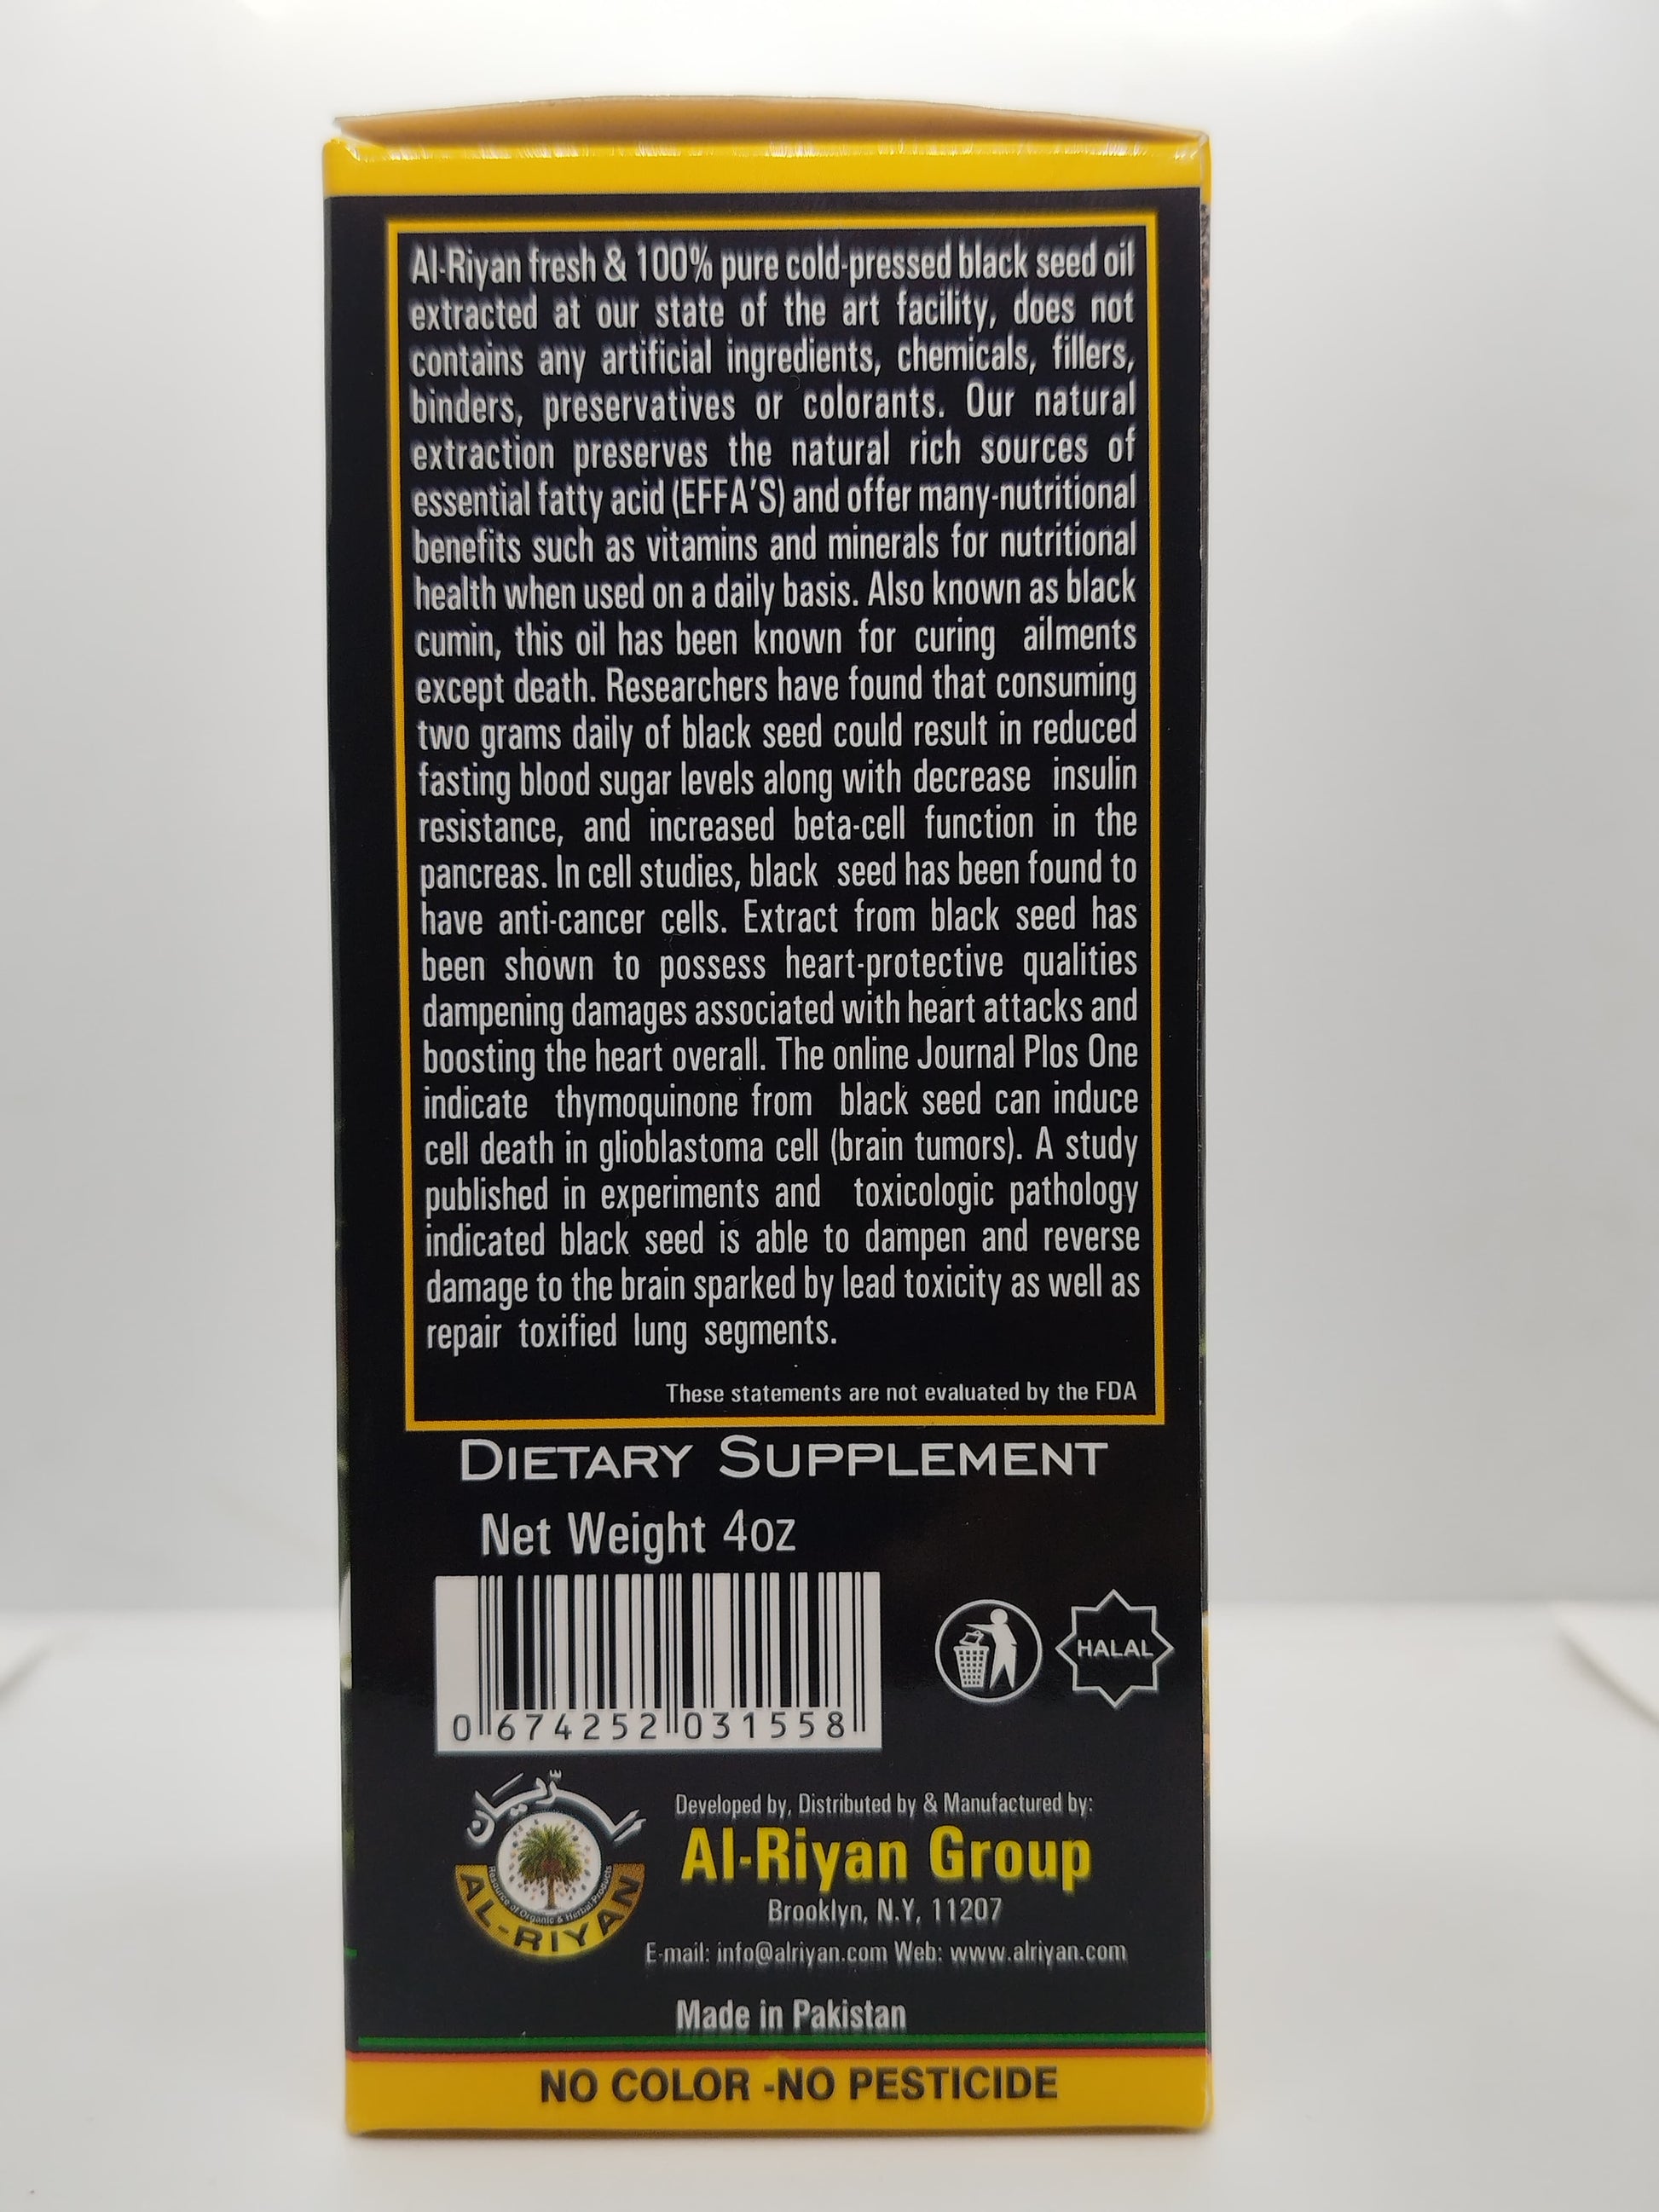 Al-Riyan fresh & 100% pure cold-pressed black seed oil
extracted at our state of the art facility, does not
contains any artificial ingredients, chemicals, fillers,
binders, preservatives or colorants. Our natural
extraction preserves the natural rich sources of
essential fatty acid (EFFA'S) and offer many-nutritional
benefits such as vitamins and minerals for nutritional
health when used on a daily basis. Also known as black
cumin, this oil has been known for curing ailments
except death. Researchers have found that consuming
two grams daily of black seed could result in reduced
fasting blood sugar levels along with decrease insulin
resistance, and increased beta-cell function in the
pancreas. In cell studies, black seed has been found to
have anti-cancer cells. Extract from black seed has
been shown to possess heart-protective qualities
dampening damages associated with heart attacks and
boosting the heart overall. The online Journal Plos One
indicate thymoquinone from black seed can induce
cell death in glioblastoma cell (brain tumors). A study
published in experiments and toxicologic pathology
indicated black seed is able to dampen and reverse
damage to the brain sparked by lead toxicity as well as
repair toxified lung segments.
These statements are not evaluated by the FDA
DIETARY SUPPLEMENT
Net Weight 4oz
HALAL
0 674252 031558
الريّان
Resource of Organic & Herbal Products
AL-RIYAN
Developed by, Distributed by & Manufactured by:
Al-Riyan Group
Brooklyn, N.Y, 11207
E-mail: info@alriyan.com Web: www.alriyan.com
Made in Pakistan
NO COLOR -NO PESTICIDE